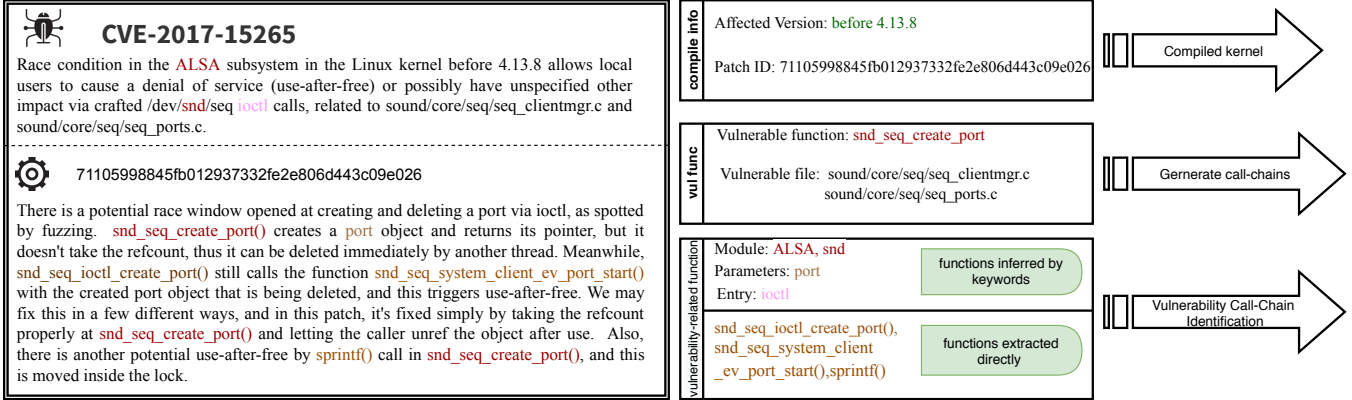 CVE-2017-15265
Race condition in the ALSA subsystem in the Linux kernel before 4.13.8 allows local
users to cause a denial of service (use-after-free) or possibly have unspecified other
impact via crafted /dev/snd/seq ioctl calls, related to sound/core/seq/seq_clientmgr.c and
sound/core/seq/seq_ports.c.
71105998845fb012937332fe2e806d443c09e026
There is a potential race window opened at creating and deleting a port via ioctl, as spotted
by fuzzing. snd_seq_create_port() creates a port object and returns its pointer, but it
doesn't take the refcount, thus it can be deleted immediately by another thread. Meanwhile,
snd_seq_ioctl_create_port() still calls the function snd_seq_system_client_ev_port_start()
with the created port object that is being deleted, and this triggers use-after-free. We may
fix this in a few different ways, and in this patch, it's fixed simply by taking the refcount
properly at snd_seq_create_port() and letting the caller unref the object after use. Also,
there is another potential use-after-free by sprintf() call in snd_seq_create_port(), and this
is moved inside the lock.
compile info
Affected Version: before 4.13.8
Patch ID: 71105998845fb012937332fe2e806d443c09e026
Compiled kernel
vul func
Vulnerable function: snd_seq_create_port
Vulnerable file: sound/core/seq/seq_clientmgr.c
sound/core/seq/seq_ports.c
Gernerate call-chains
vulnerability-related function
Module: ALSA, snd
Parameters: port
Entry: ioctl
functions inferred by
keywords
snd_seq_ioctl_create_port(),
snd_seq_system_client
_ev_port_start(),sprintf()
functions extracted
directly
Vulnerability Call-Chain
Identification